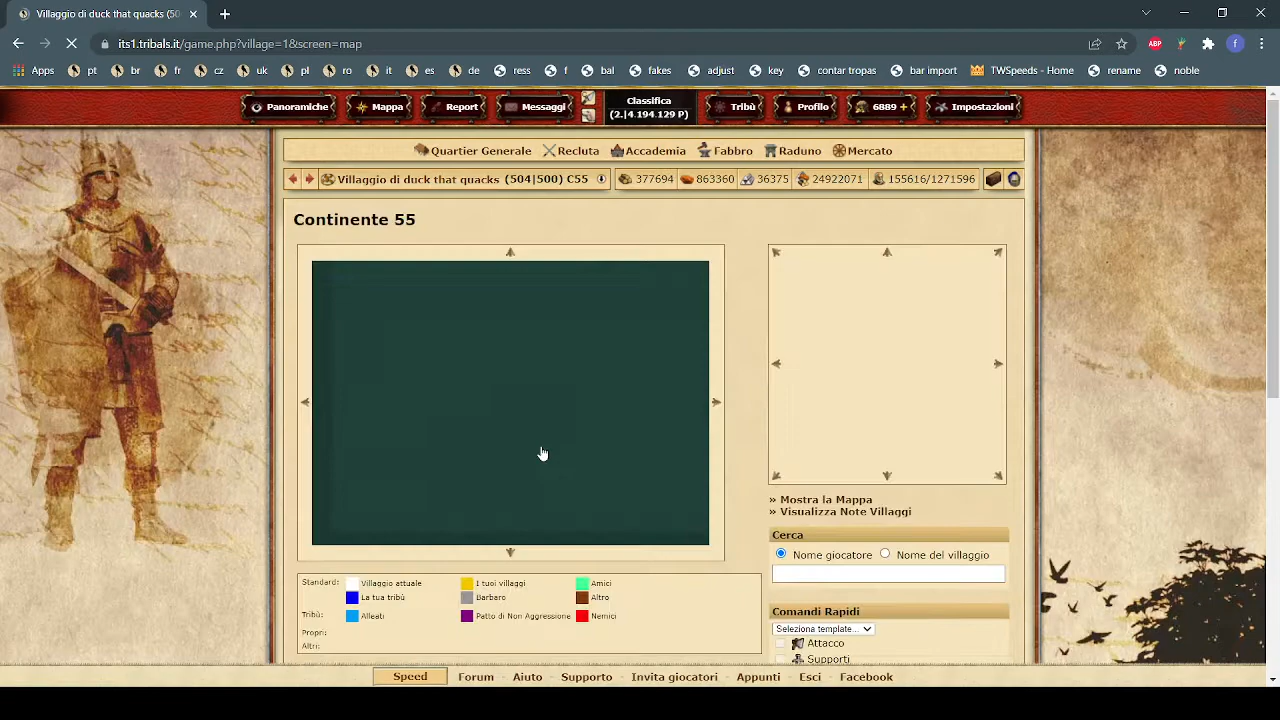 Villaggio di duck that quacks (50
its1.tribals.it/game.php?village=1&screen=map
ABP
f
Apps pt br fr cz uk pl ro it es de ress f bal fakes adjust key contar tropas bar import TWSpeeds - Home rename noble
Panoramiche Mappa Report Messaggi Classifica (2.|4.194.129 P) Tribù Profilo 6889 + Impostazioni
Quartier Generale Recluta Accademia Fabbro Raduno Mercato
Villaggio di duck that quacks (504|500) C55 377694 863360 36375 24922071 155616/1271596
Continente 55
» Mostra la Mappa
» Visualizza Note Villaggi
Cerca
Nome giocatore Nome del villaggio
Standard: Villaggio attuale I tuoi villaggi Amici
La tua tribù Barbaro Altro
Tribù: Alleati Patto di Non Aggressione Nemici
Propri:
Altri:
Comandi Rapidi
Seleziona template...
Attacco
Supporti
Speed Forum - Aiuto - Supporto - Invita giocatori - Appunti - Esci - Facebook